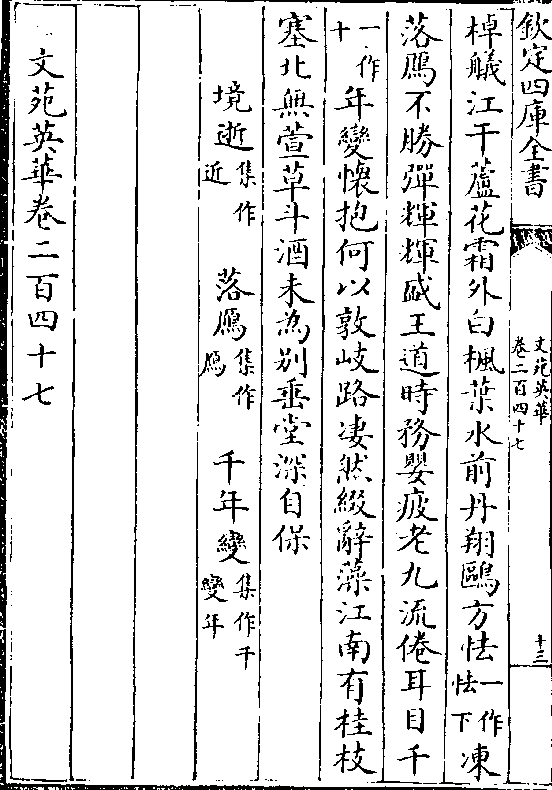 欽定四庫全書
文苑英華
卷二百四十七
十三
棹艤江干蘆花霜外白楓葉水前丹翔鷗方怯一作怯下凍
落鴈不勝彈輝輝盛王道時務嬰疲老九流倦耳目千
一作十年變懷抱何以敦岐路凄然綴辭藻江南有桂枝
塞北無萱草斗酒未為别垂堂深自保
境逝集作近 落鴈集作鴈 千年變集作千變年
文苑英華卷二百四十七